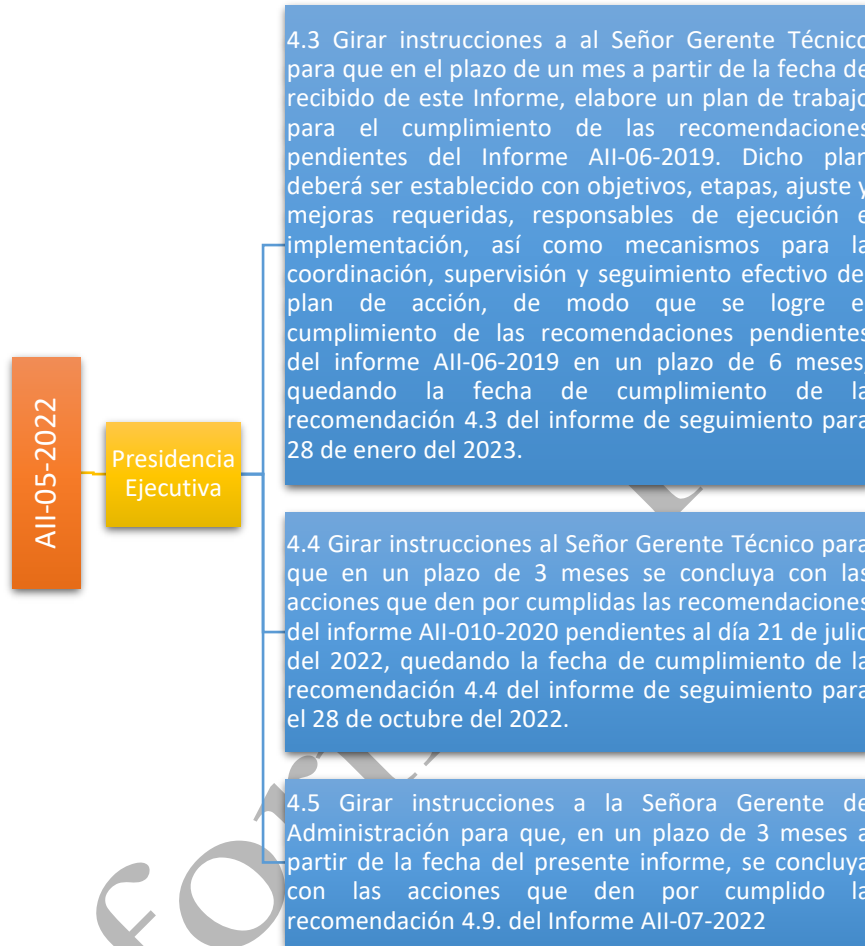 AII-05-2022
Presidencia
Ejecutiva
4.3 Girar instrucciones a al Señor Gerente Técnico
para que en el plazo de un mes a partir de la fecha de
recibido de este Informe, elabore un plan de trabajo
para el cumplimiento de las recomendaciones
pendientes del Informe AII-06-2019. Dicho plan
deberá ser establecido con objetivos, etapas, ajuste y
mejoras requeridas, responsables de ejecución e
implementación, así como mecanismos para la
coordinación, supervisión y seguimiento efectivo del
plan de acción, de modo que se logre el
cumplimiento de las recomendaciones pendientes
del informe AII-06-2019 en un plazo de 6 meses,
quedando la fecha de cumplimiento de la
recomendación 4.3 del informe de seguimiento para
28 de enero del 2023.
4.4 Girar instrucciones al Señor Gerente Técnico para
que en un plazo de 3 meses se concluya con las
acciones que den por cumplidas las recomendaciones
del informe AII-010-2020 pendientes al día 21 de julio
del 2022, quedando la fecha de cumplimiento de la
recomendación 4.4 del informe de seguimiento para
el 28 de octubre del 2022.
4.5 Girar instrucciones a la Señora Gerente de
Administración para que, en un plazo de 3 meses a
partir de la fecha del presente informe, se concluya
con las acciones que den por cumplido la
recomendación 4.9. del Informe AII-07-2022